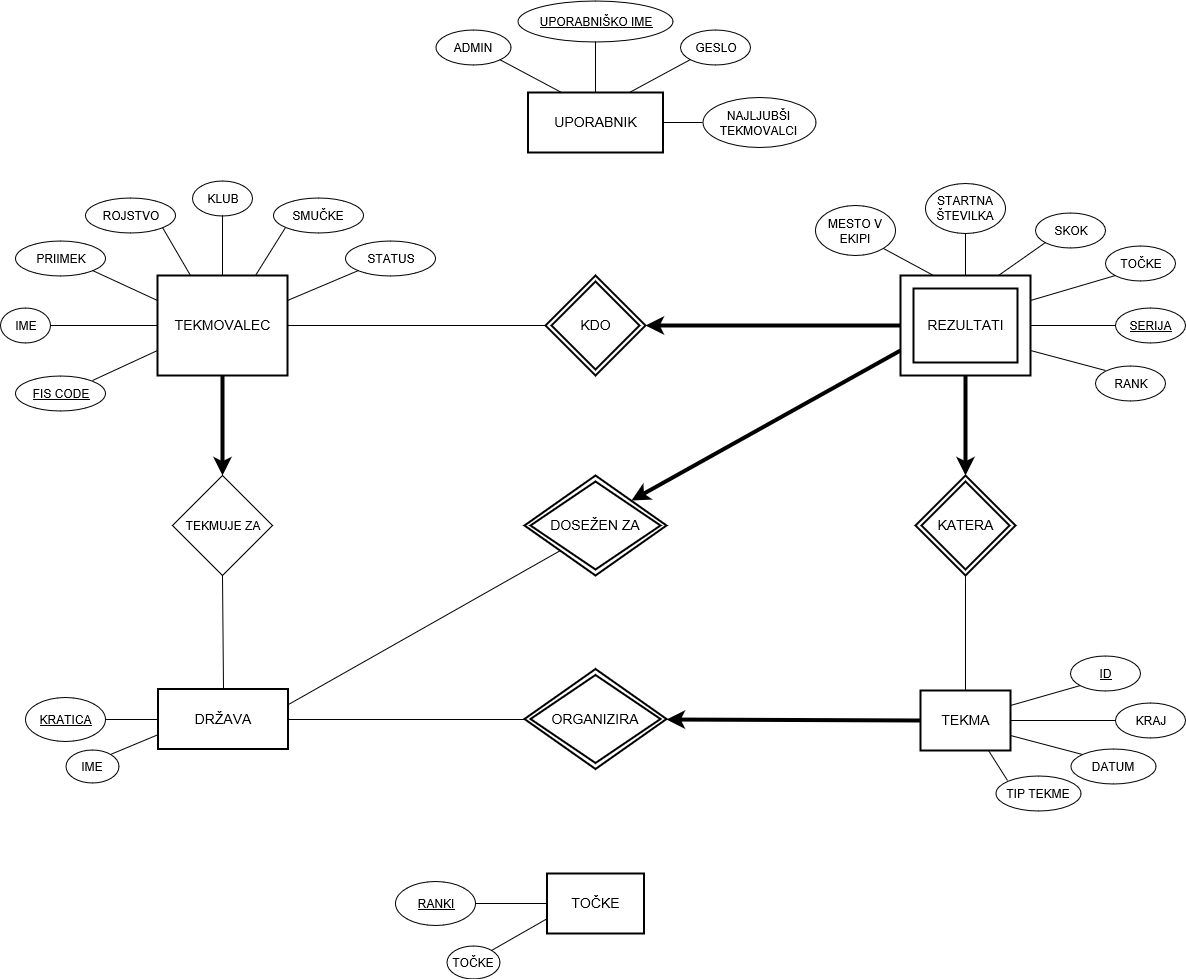 UPORABNIŠKO IME
ADMIN
GESLO
UPORABNIK
NAJLJUBŠI
TEKMOVALCI
KLUB
ROJSTVO
SMUČKE
PRIIMEK
STATUS
IME
TEKMOVALEC
FIS CODE
KDO
STARTNA
ŠTEVILKA
MESTO V
EKIPI
SKOK
TOČKE
REZULTATI
SERIJA
RANK
TEKMUJE ZA
DOSEŽEN ZA
KATERA
KRATICA
DRŽAVA
IME
ORGANIZIRA
TEKMA
ID
KRAJ
DATUM
TIP TEKME
RANKI
TOČKE
TOČKE